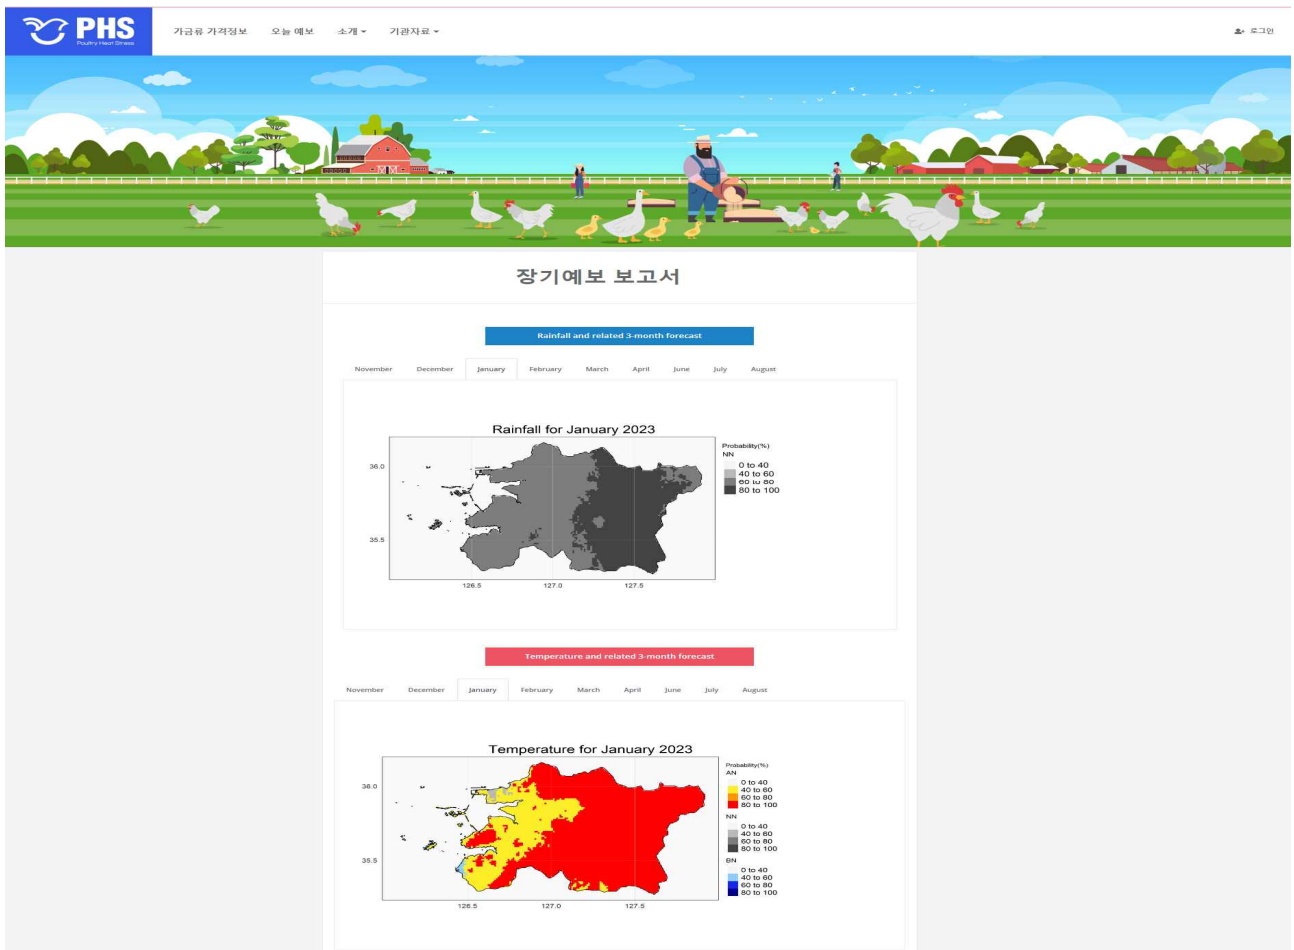 PHS
Poultry Heat Stress
가금류 가격정보 오늘 예보 소개 기관자료 로그인
장기예보 보고서
Rainfall and related 3-month forecast
November December January February March April June July August
Rainfall for January 2023
Probability(%)
NN
0 to 40
40 to 60
60 to 80
80 to 100
36.0
35.5
126.5 127.0 127.5
Temperature and related 3-month forecast
November December January February March April June July August
Temperature for January 2023
Probability(%)
AN
0 to 40
40 to 60
60 to 80
80 to 100
NN
0 to 40
40 to 60
60 to 80
80 to 100
BN
0 to 40
40 to 60
60 to 80
80 to 100
36.0
35.5
126.5 127.0 127.5